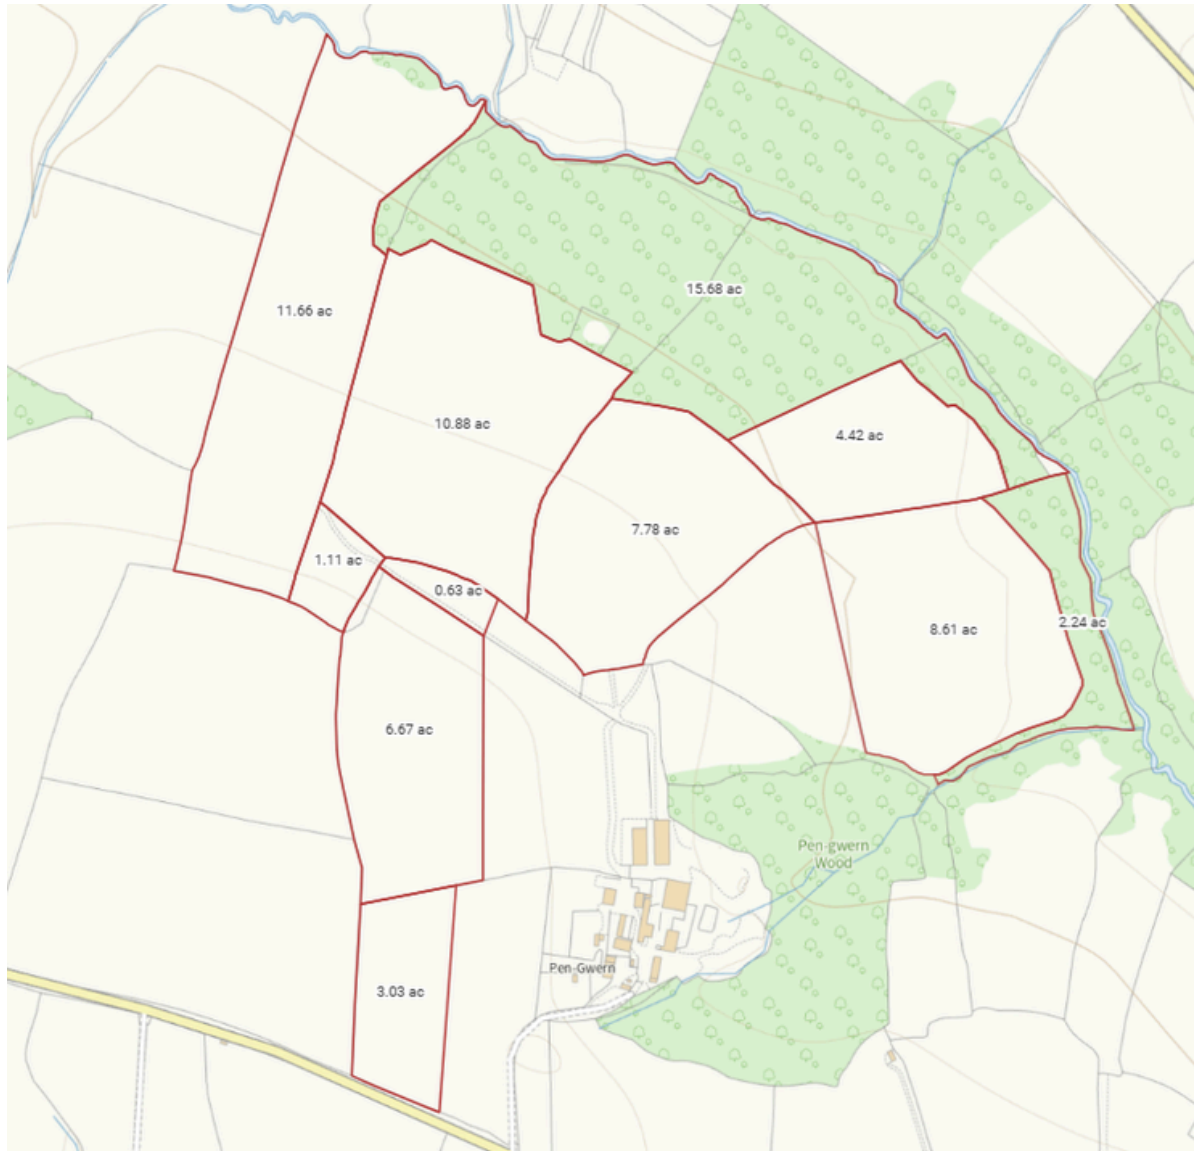 15.68 ac
11.66 ac
10.88 ac
4.42 ac
7.78 ac
1.11 ac
0.63 ac
2.24 ac
8.61 ac
6.67 ac
Pen-gwern
Wood
Pen-Gwern
3.03 ac